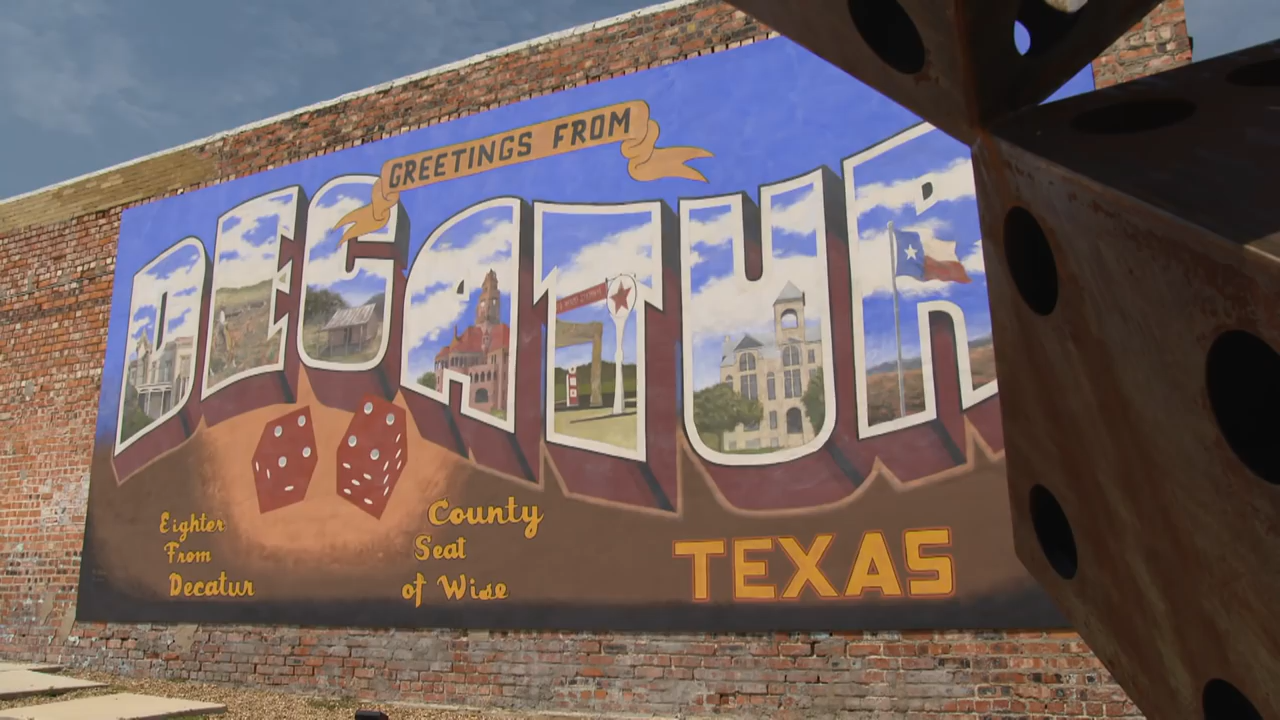 GREETINGS FROM
DECATUR
Eighter
From
Decatur
County
Seat
of Wise
TEXAS